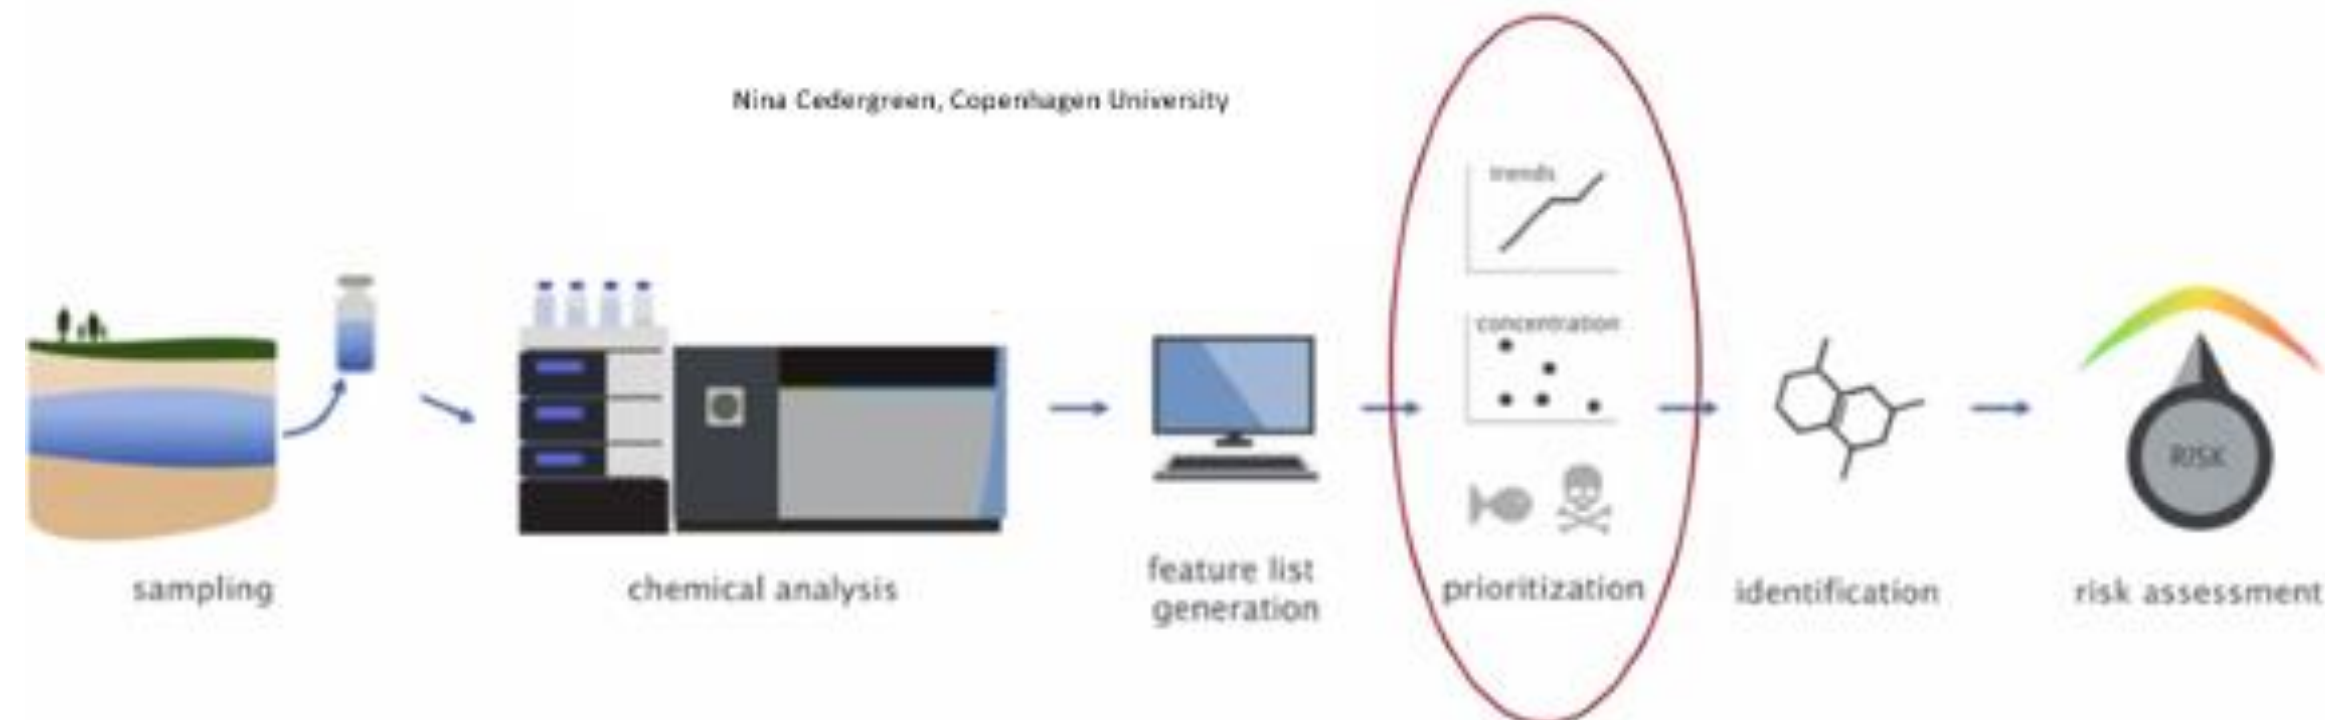 Nina Cedergreen, Copenhagen University
trends
concentration
RISK
sampling
chemical analysis
feature list
generation
prioritization
identification
risk assessment